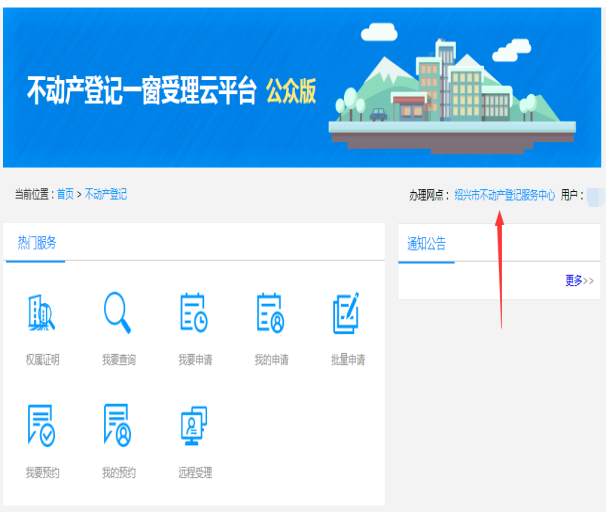 不动产登记一窗受理云平台 公众版
当前位置：首页 > 不动产登记 办理网点：绍兴市不动产登记服务中心 用户：
热门服务
通知公告
更多>>
权属证明 我要查询 我要申请 我的申请 批量申请
我要预约 我的预约 远程受理